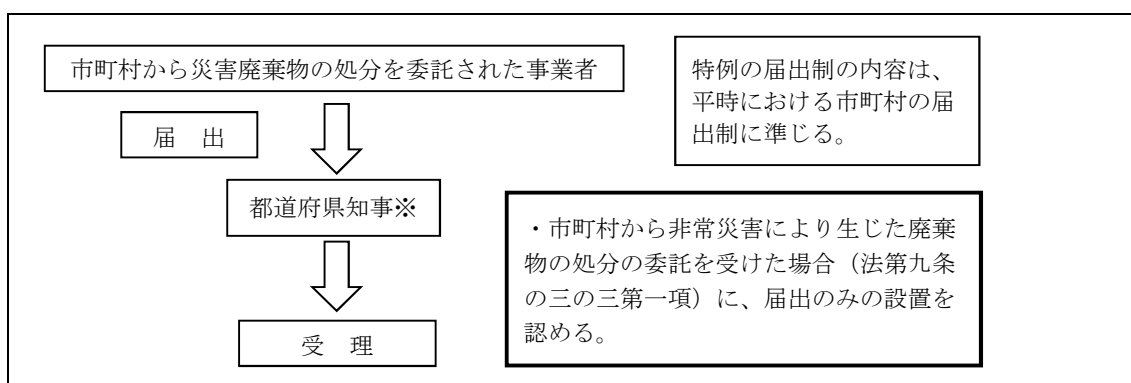 市町村から災害廃棄物の処分を委託された事業者
特例の届出制の内容は、
平時における市町村の届
出制に準じる。
届　出
都道府県知事※
・市町村から非常災害により生じた廃棄
物の処分の委託を受けた場合（法第九条
の三の三第一項）に、届出のみの設置を
認める。
受　理